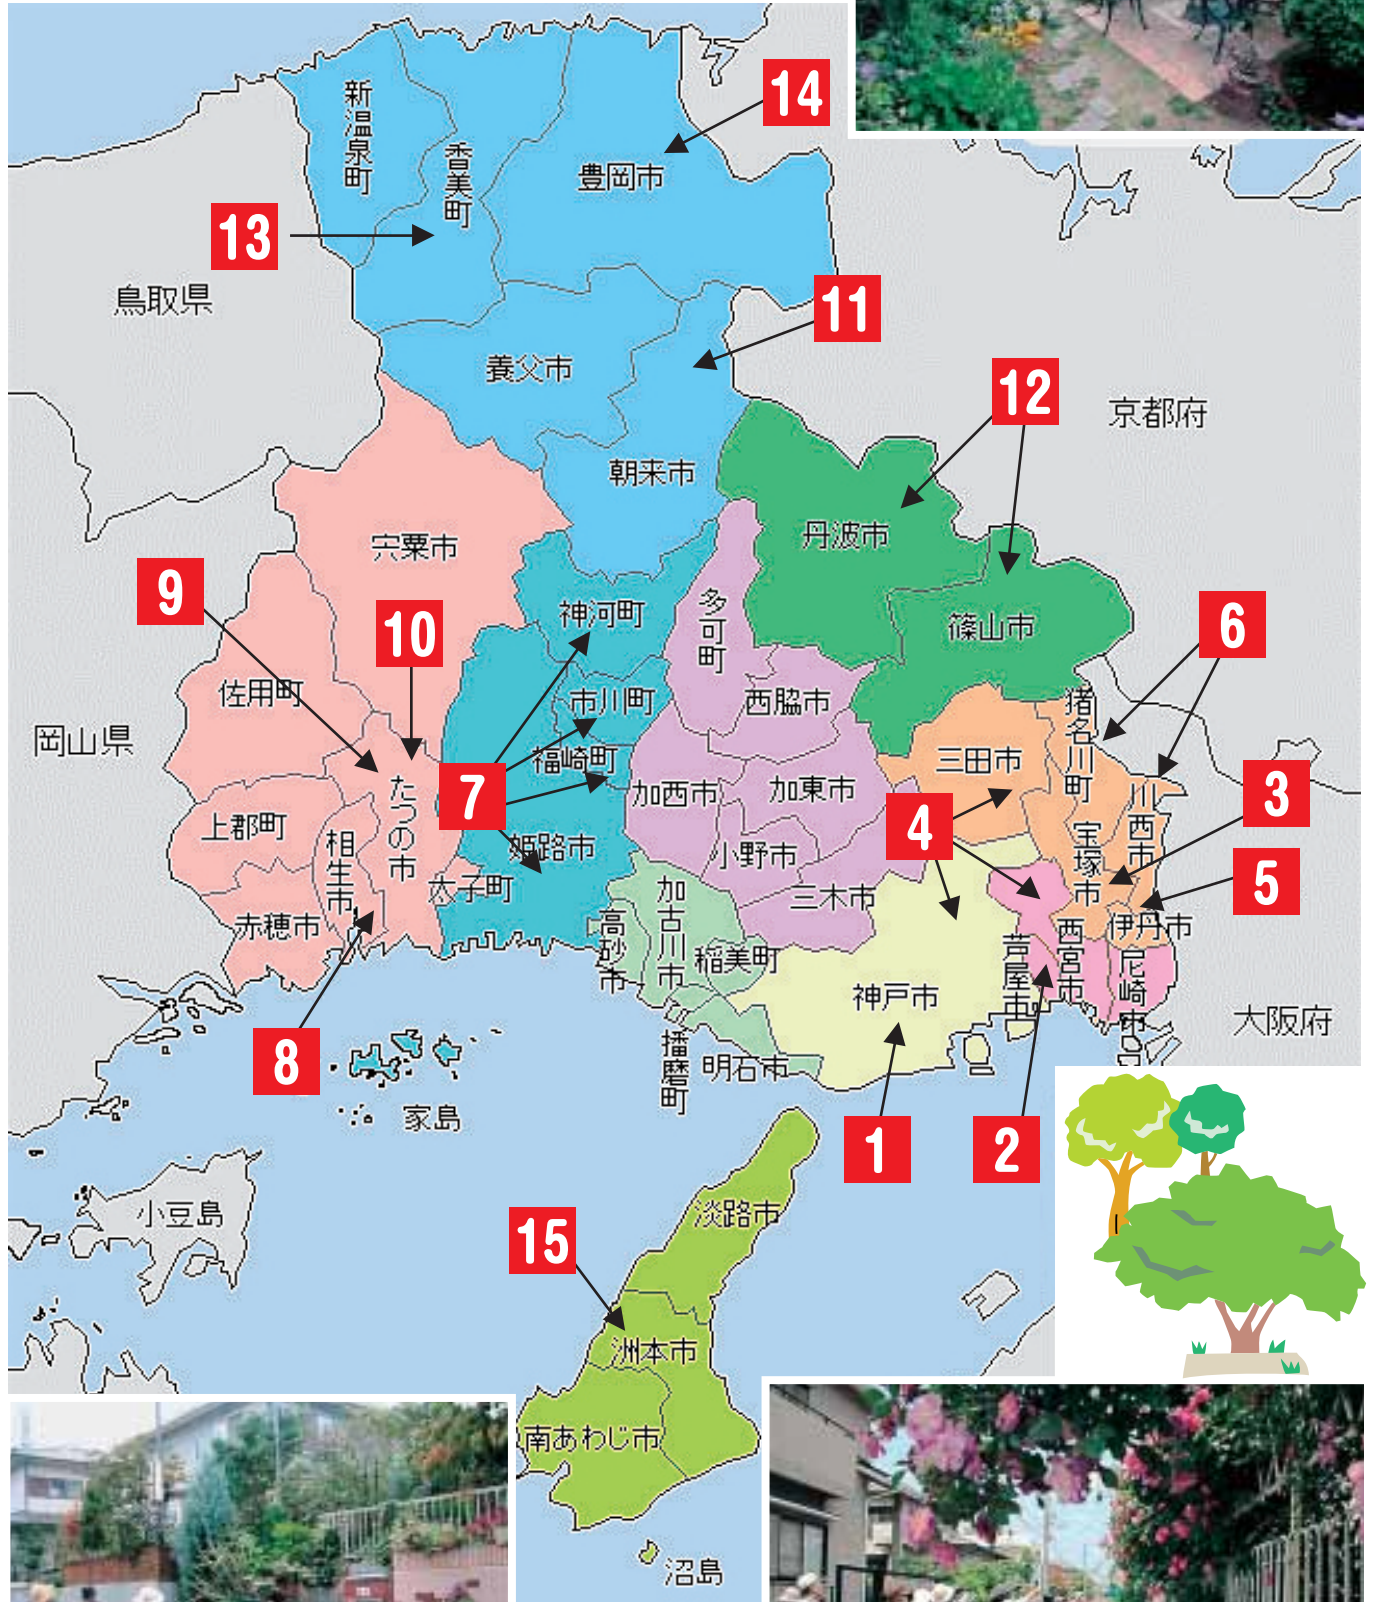 14
新温泉町
香美町
豊岡市
13
鳥取県
11
養父市
12
京都府
朝来市
丹波市
宍粟市
9
10
神河町
多可町
篠山市
6
佐用町
市川町
西脇市
猪名川町
岡山県
福崎町
三田市
7
加西市
加東市
3
たつの市
上郡町
相生市
4
川西市
宝塚市
姫路市
小野市
5
太子町
三木市
赤穂市
加古川市
高砂市
稲美町
伊丹市
西宮市
芦屋市
尼崎市
神戸市
大阪府
8
播磨町
明石市
家島
1
2
小豆島
淡路市
15
洲本市
南あわじ市
沼島